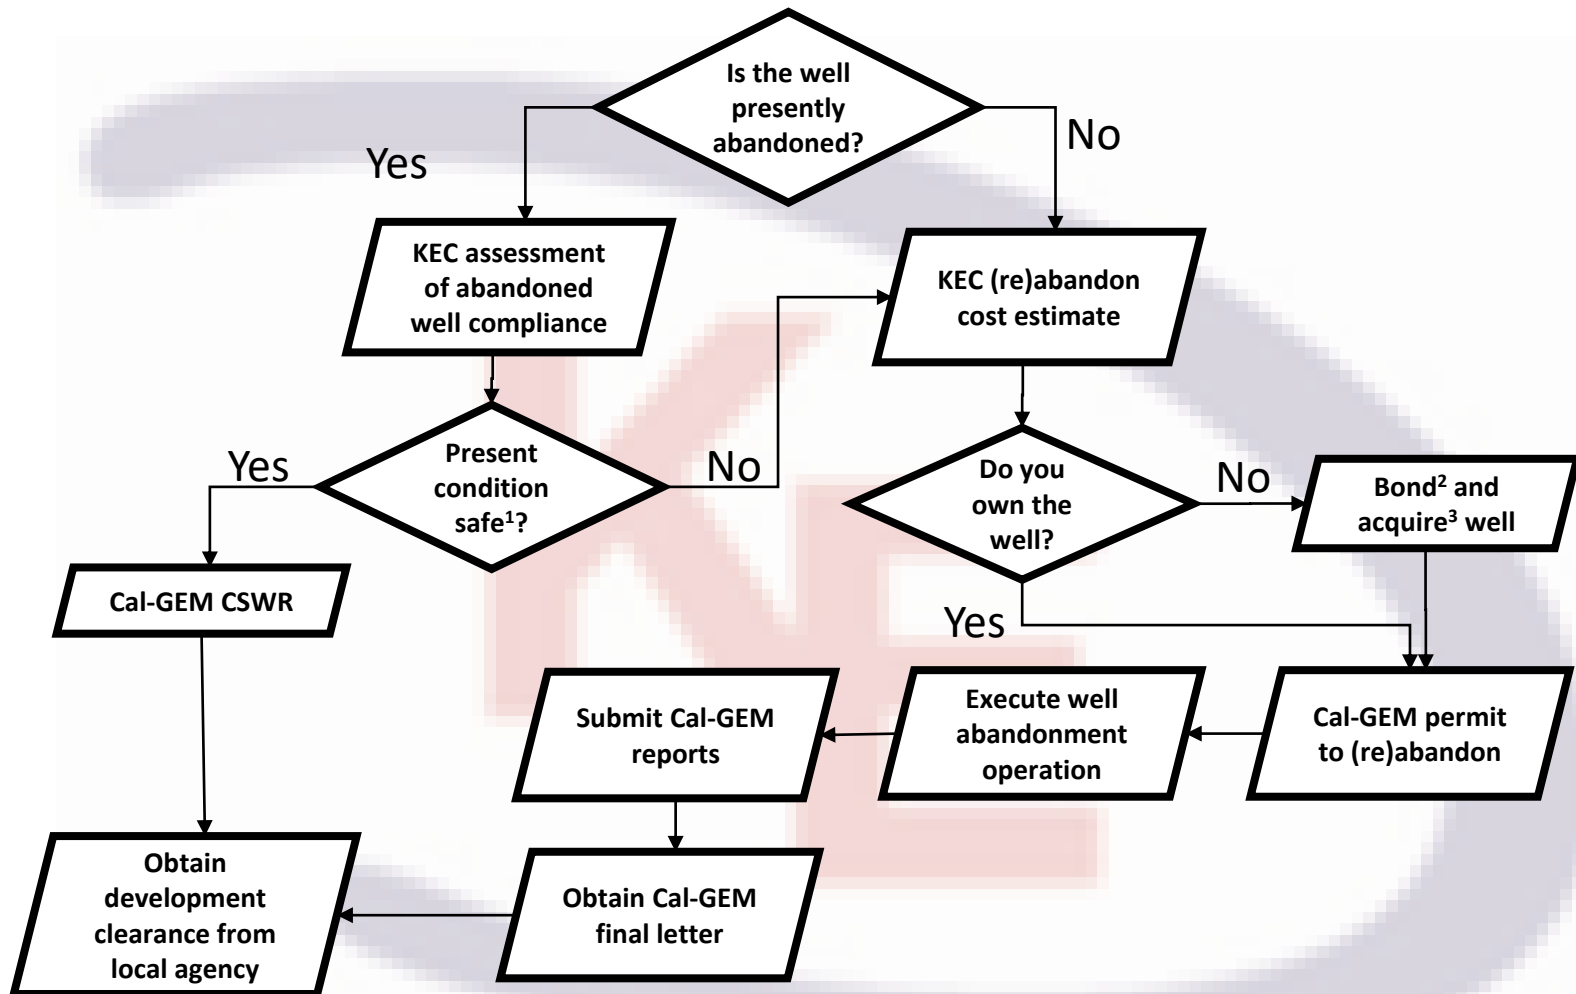 Is the well
presently
abandoned?
Yes
No
KEC assessment
of abandoned
well compliance
KEC (re)abandon
cost estimate
Present
condition
safe¹?
Yes
No
Do you
own the
well?
No
Yes
Bond² and
acquire³ well
Cal-GEM CSWR
Cal-GEM permit
to (re)abandon
Execute well
abandonment
operation
Submit Cal-GEM
reports
Obtain Cal-GEM
final letter
Obtain
development
clearance from
local agency
KE